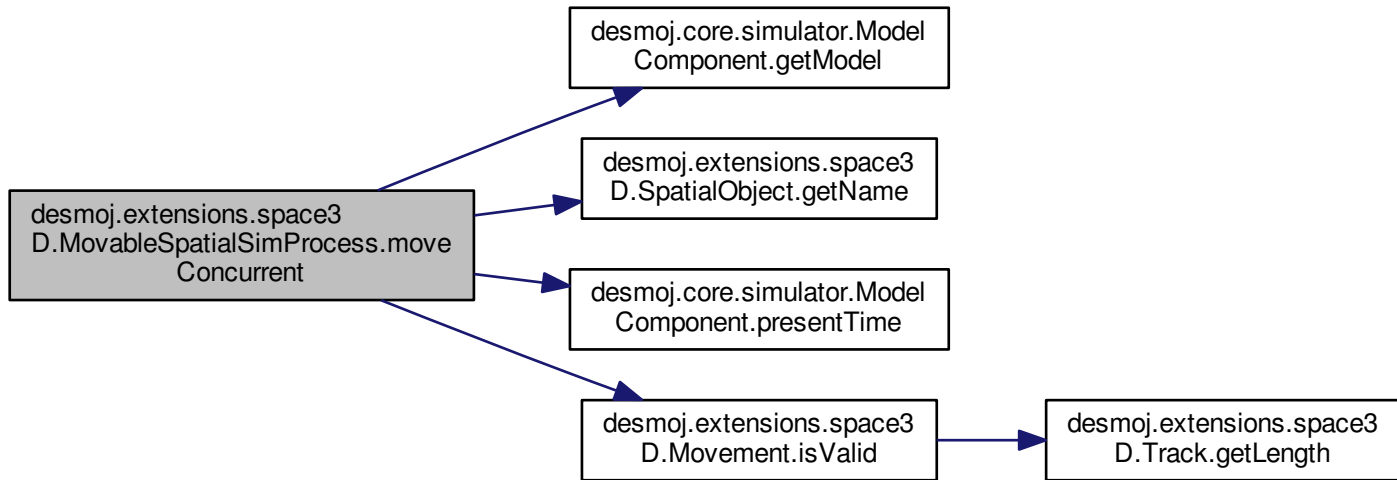 desmoj.core.simulator.Model
Component.getModel
desmoj.extensions.space3
D.SpatialObject.getName
desmoj.extensions.space3
D.MovableSpatialSimProcess.move
Concurrent
desmoj.core.simulator.Model
Component.presentTime
desmoj.extensions.space3
D.Movement.isValid
desmoj.extensions.space3
D.Track.getLength